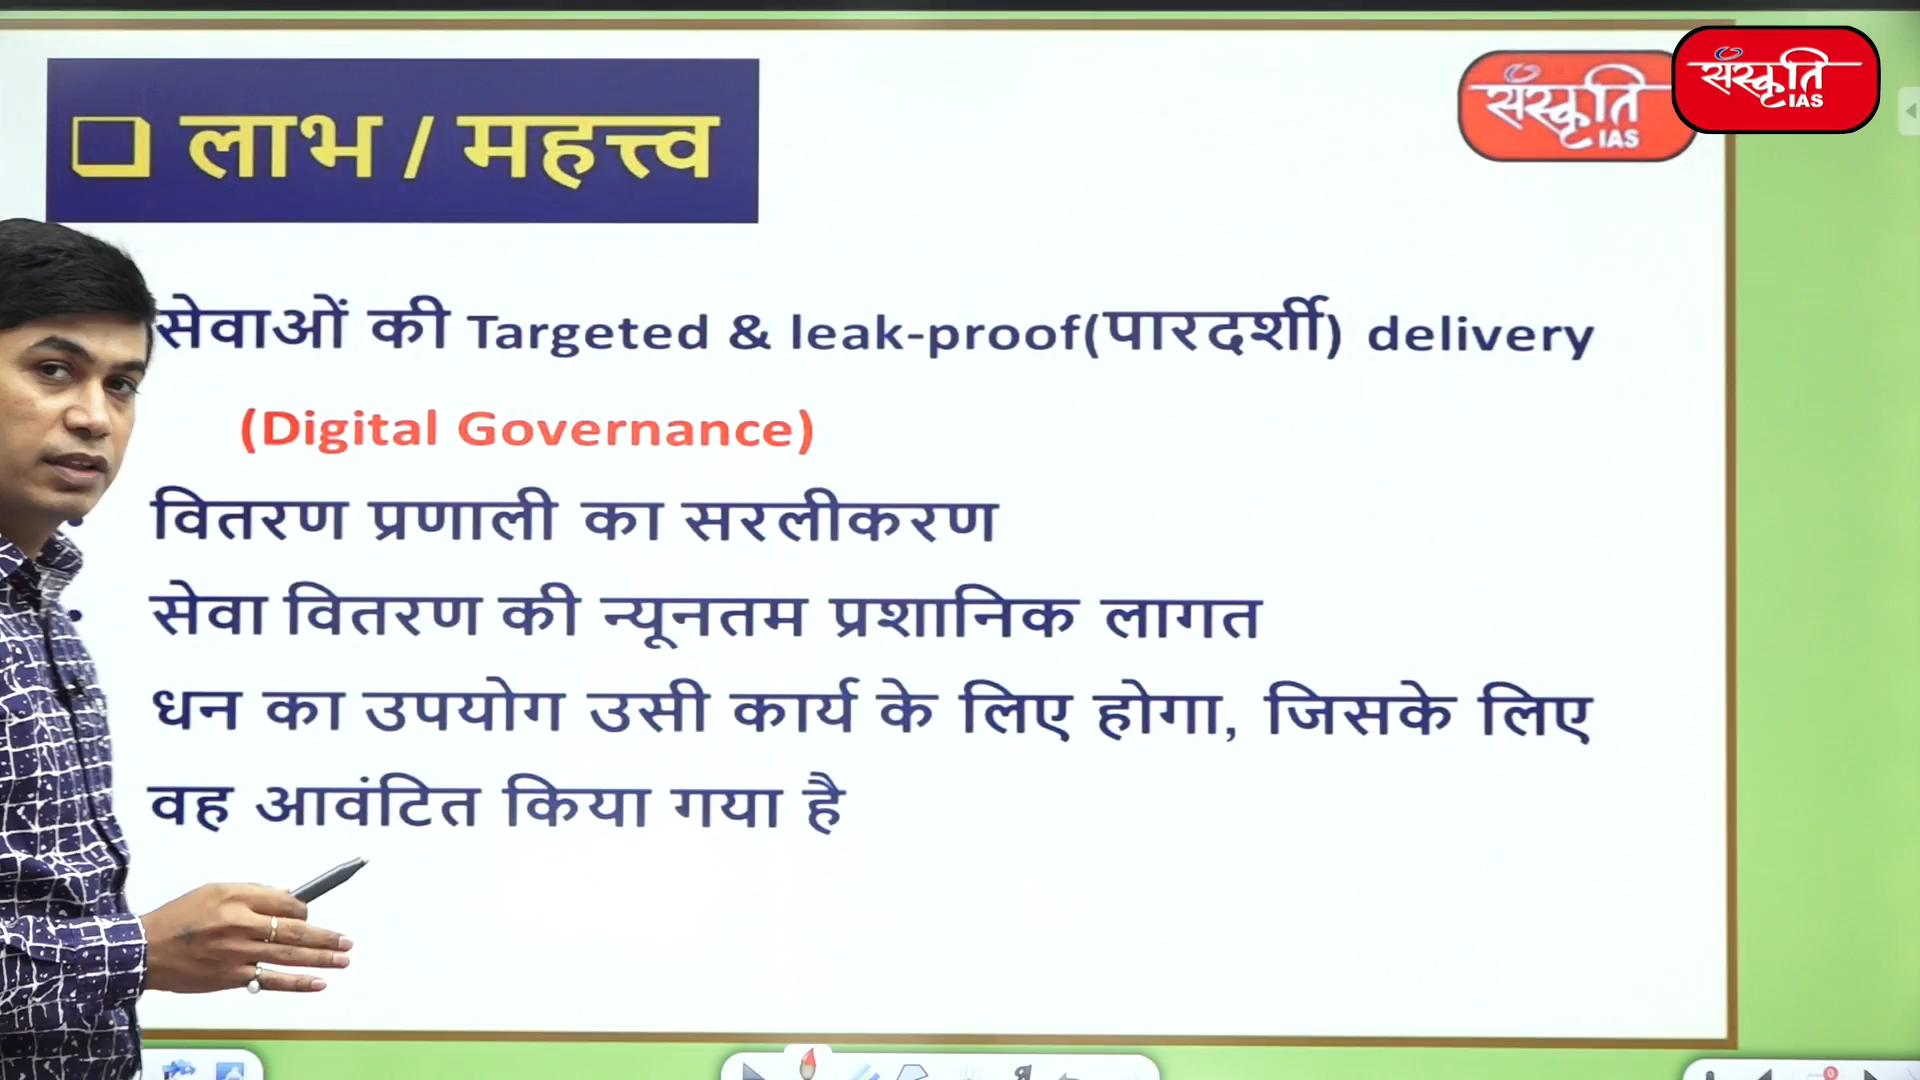 संस्कृति
IAS
संस्कृति
IAS
लाभ / महत्त्व
सेवाओं की Targeted & leak-proof(पारदर्शी) delivery
(Digital Governance)
वितरण प्रणाली का सरलीकरण
सेवा वितरण की न्यूनतम प्रशानिक लागत
धन का उपयोग उसी कार्य के लिए होगा, जिसके लिए
वह आवंटित किया गया है